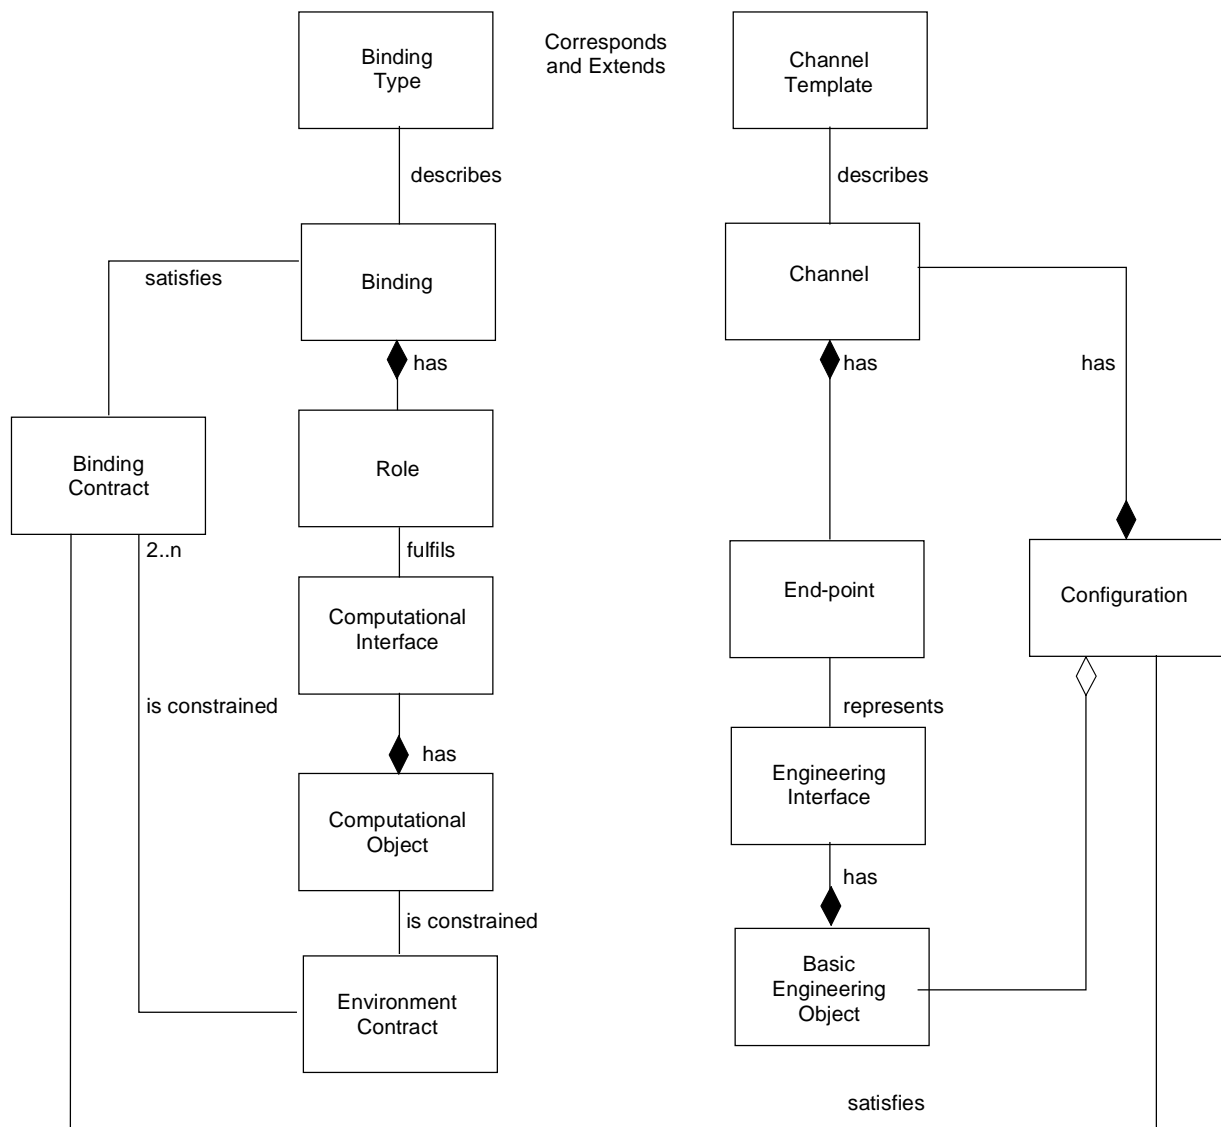 Binding
Type
Corresponds
and Extends
Channel
Template
describes
describes
satisfies
Binding
Channel
has
has
has
Binding
Contract
Role
2..n
fulfils
End-point
Configuration
Computational
Interface
is constrained
represents
has
Engineering
Interface
Computational
Object
has
is constrained
Basic
Engineering
Object
Environment
Contract
satisfies